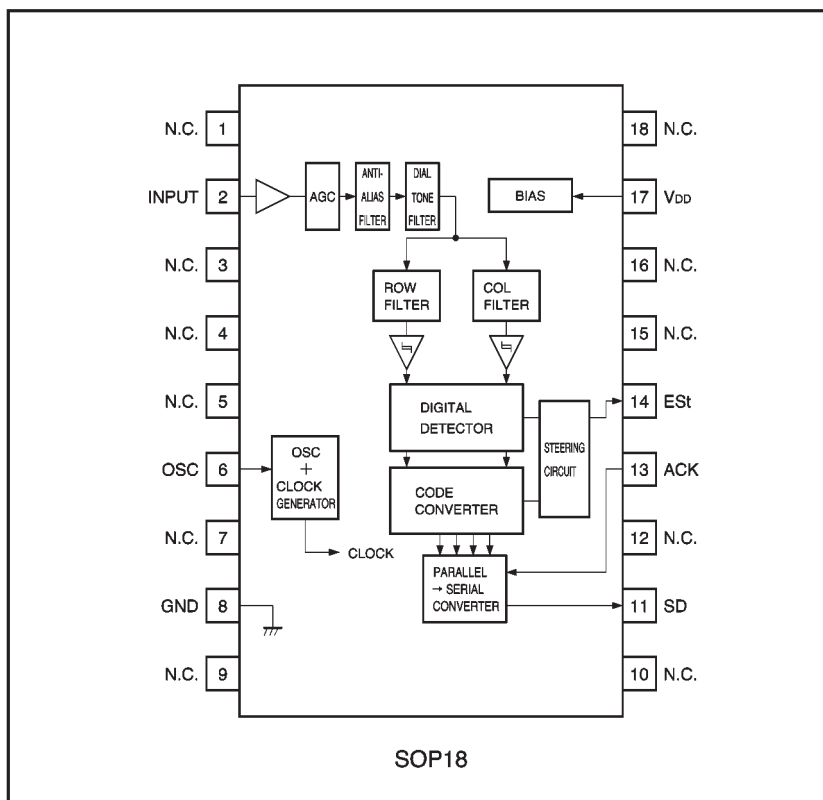 N.C. 1
18 N.C.
INPUT 2
AGC
ANTI-
ALIAS
FILTER
DIAL
TONE
FILTER
BIAS
17 VDD
N.C. 3
ROW
FILTER
COL
FILTER
16 N.C.
N.C. 4
15 N.C.
N.C. 5
DIGITAL
DETECTOR
14 ESt
STEERING
CIRCUIT
OSC 6
OSC
+
CLOCK
GENERATOR
CODE
CONVERTER
13 ACK
N.C. 7
CLOCK
12 N.C.
PARALLEL
→ SERIAL
CONVERTER
GND 8
11 SD
N.C. 9
10 N.C.
SOP18